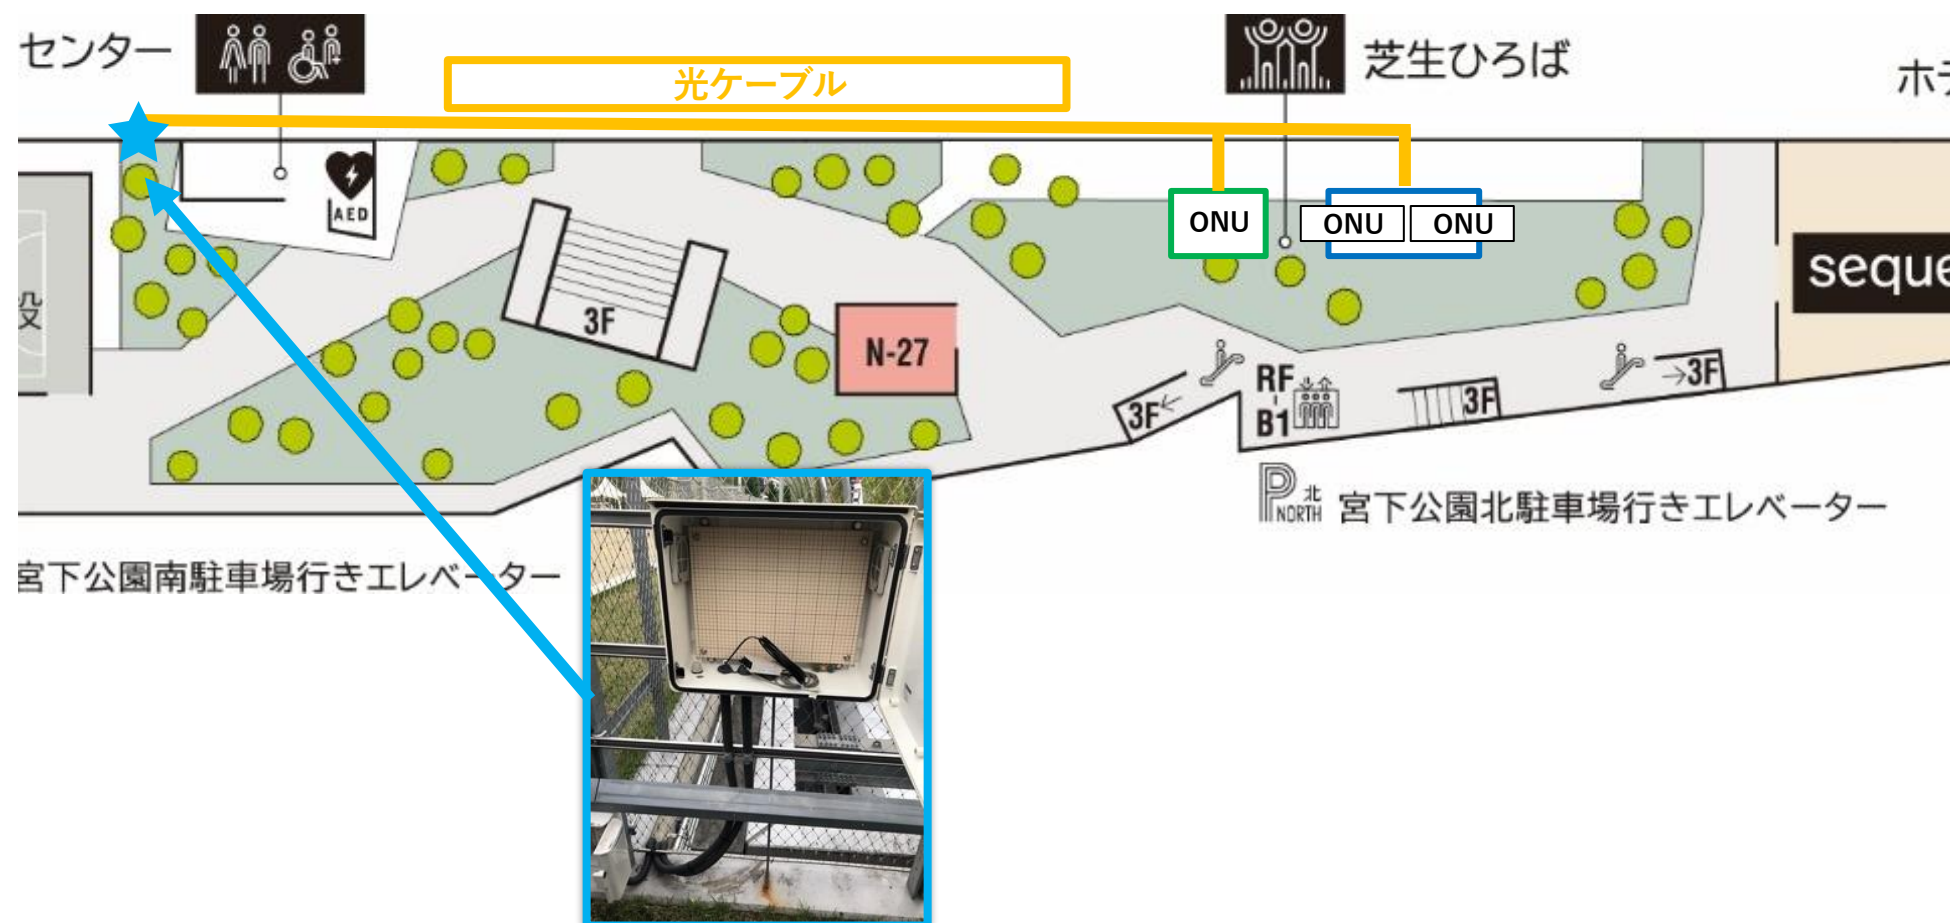 センター
光ケーブル
芝生ひろば
ホテ
AED
ONU
ONU
ONU
seque
設
3F
N-27
3F←
RF
B1
3F
→3F
P
北
NORTH
宮下公園北駐車場行きエレベーター
宮下公園南駐車場行きエレベーター